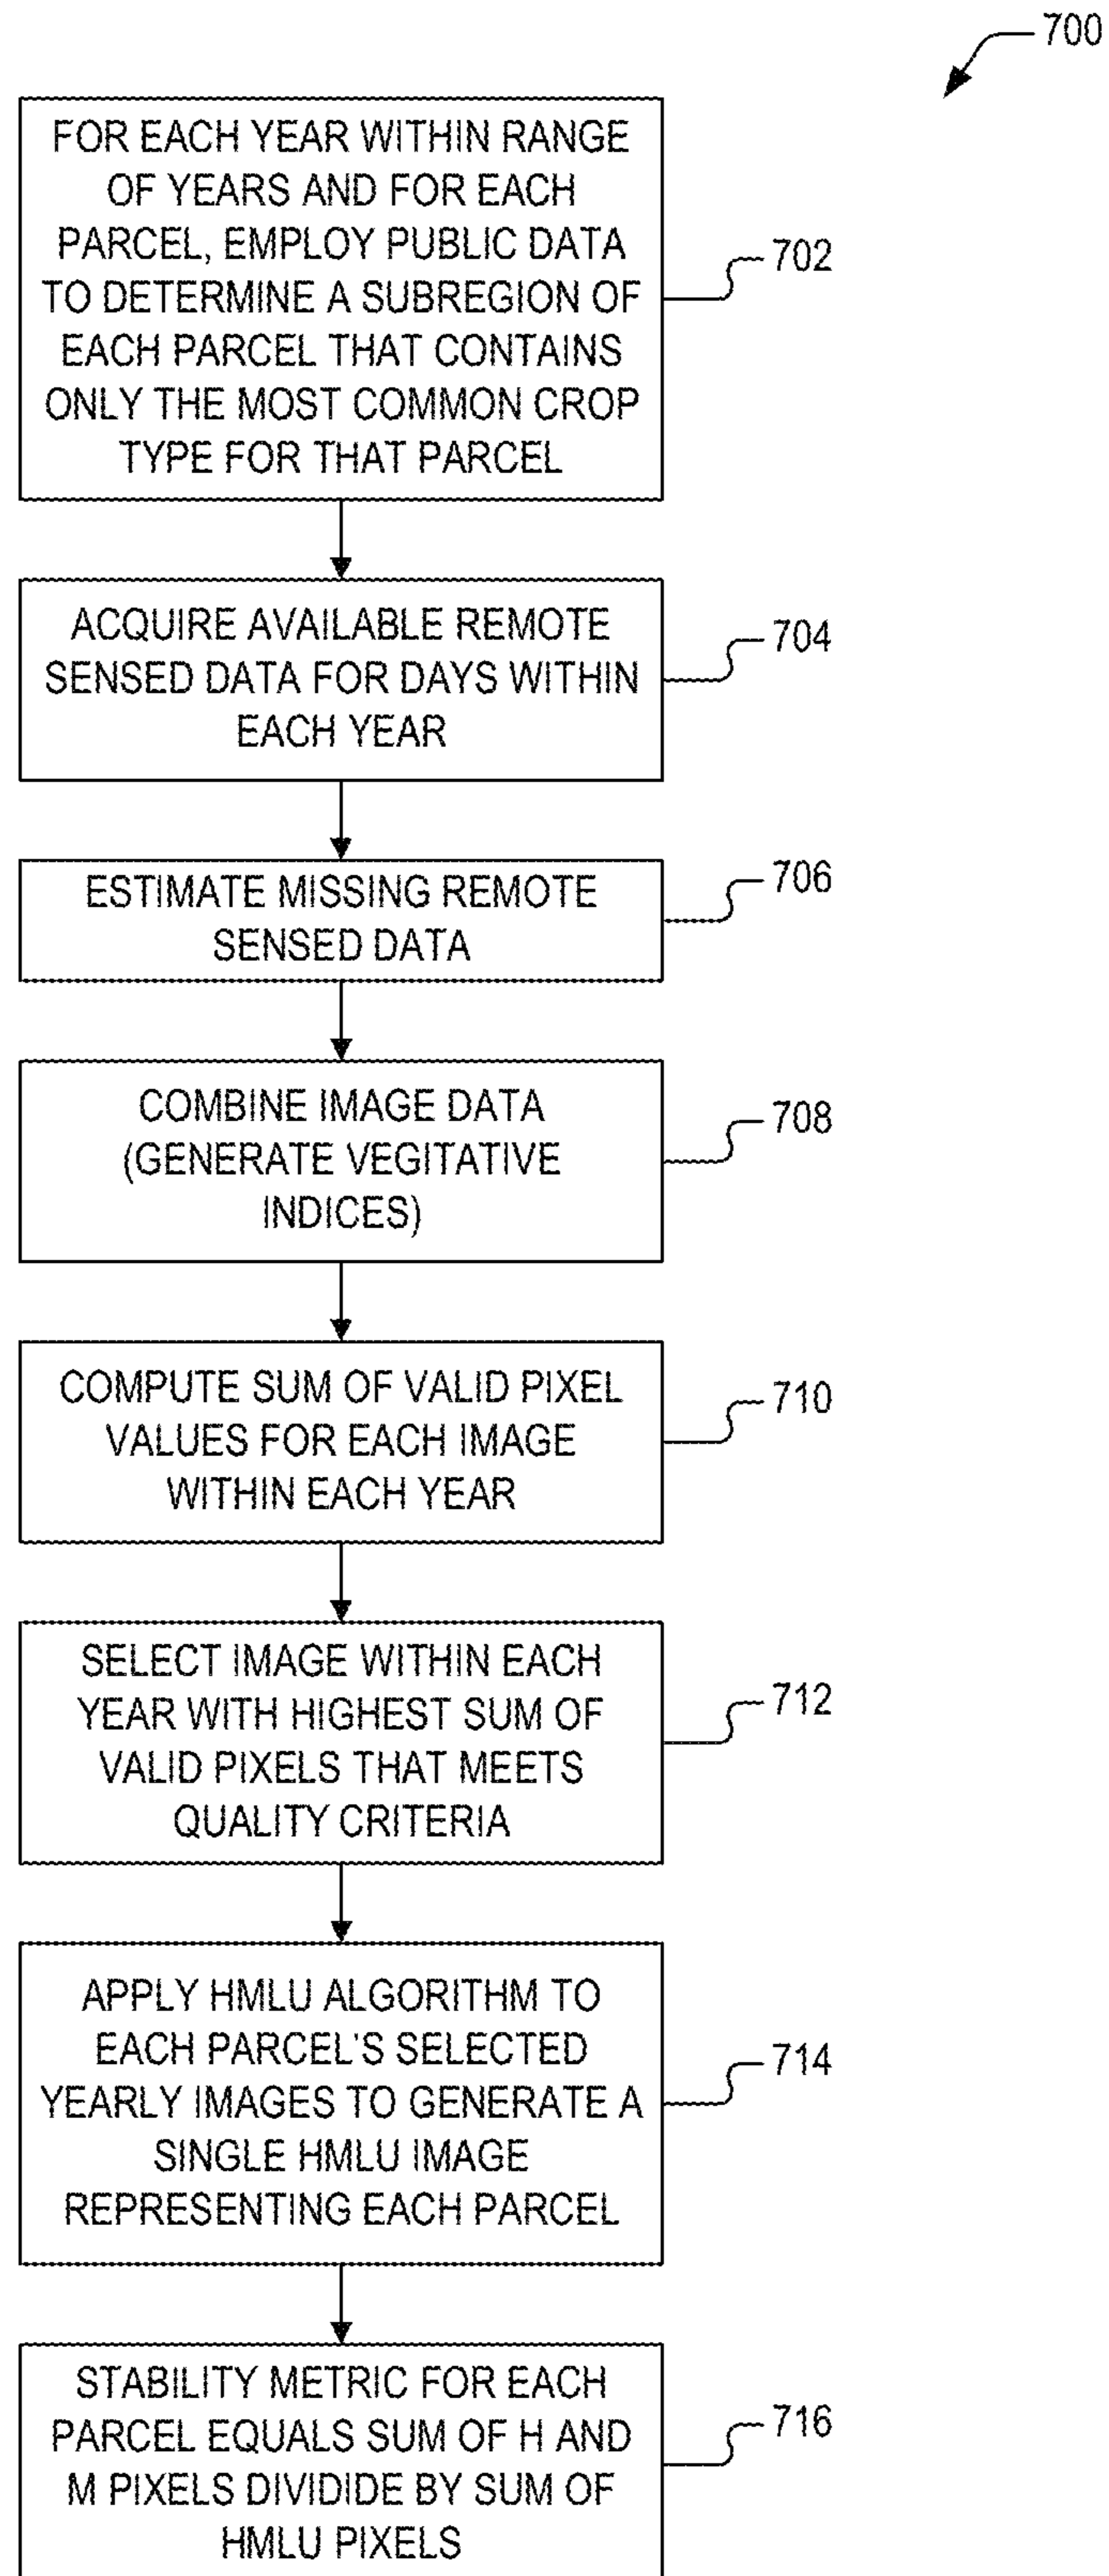 700
FOR EACH YEAR WITHIN RANGE
OF YEARS AND FOR EACH
PARCEL, EMPLOY PUBLIC DATA
TO DETERMINE A SUBREGION OF
EACH PARCEL THAT CONTAINS
ONLY THE MOST COMMON CROP
TYPE FOR THAT PARCEL
702
ACQUIRE AVAILABLE REMOTE
SENSED DATA FOR DAYS WITHIN
EACH YEAR
704
ESTIMATE MISSING REMOTE
SENSED DATA
706
COMBINE IMAGE DATA
(GENERATE VEGITATIVE
INDICES)
708
COMPUTE SUM OF VALID PIXEL
VALUES FOR EACH IMAGE
WITHIN EACH YEAR
710
SELECT IMAGE WITHIN EACH
YEAR WITH HIGHEST SUM OF
VALID PIXELS THAT MEETS
QUALITY CRITERIA
712
APPLY HMLU ALGORITHM TO
EACH PARCEL'S SELECTED
YEARLY IMAGES TO GENERATE A
SINGLE HMLU IMAGE
REPRESENTING EACH PARCEL
714
STABILITY METRIC FOR EACH
PARCEL EQUALS SUM OF H AND
M PIXELS DIVIDIDE BY SUM OF
HMLU PIXELS
716